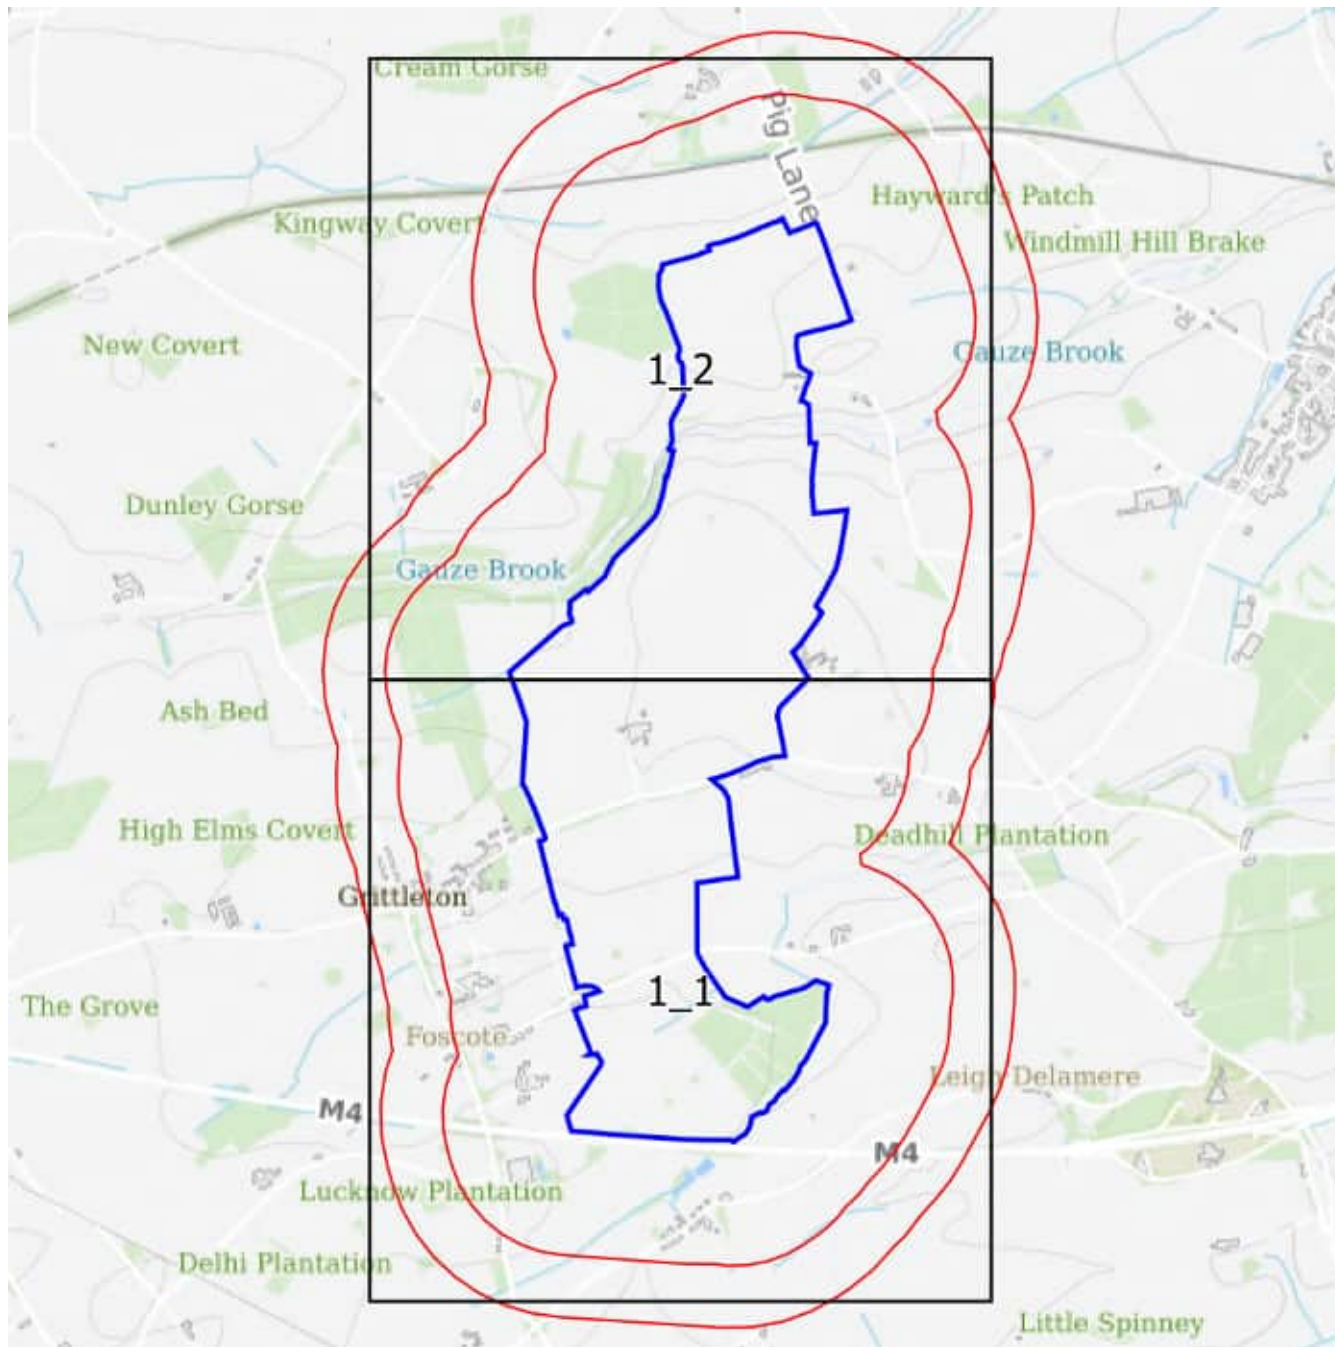 Cream Gorse
Pig Lane
Kingway Covert
Hayward's Patch
Windmill Hill Brake
New Covert
Gauze Brook
1_2
Dunley Gorse
Gauze Brook
Ash Bed
High Elms Covert
Deadhill Plantation
Grittleton
The Grove
1_1
Foscote
Leigh Delamere
M4
M4
Lucknow Plantation
Delhi Plantation
Little Spinney